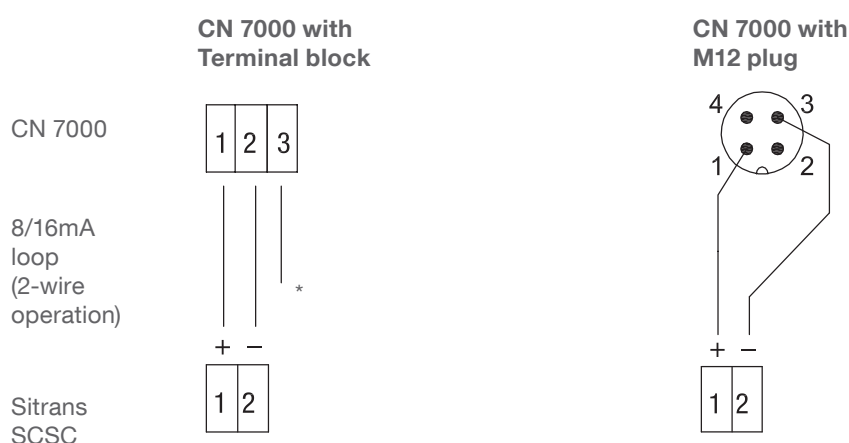 CN 7000 with
Terminal block
CN 7000 with
M12 plug
CN 7000
1 2 3
4 3
1 2
8/16mA
loop
(2-wire
operation)
*
+ −
+ −
Sitrans
SCSC
1 2
1 2